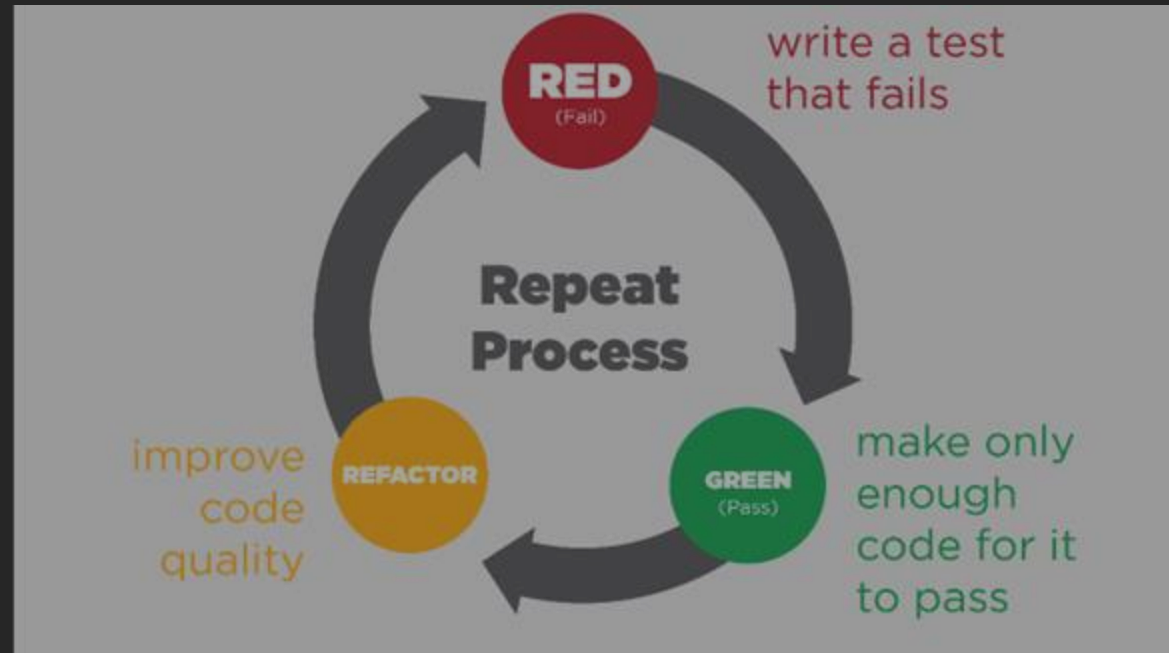 RED
(Fail)
write a test
that fails
Repeat
Process
GREEN
(Pass)
make only
enough
code for it
to pass
REFACTOR
improve
code
quality